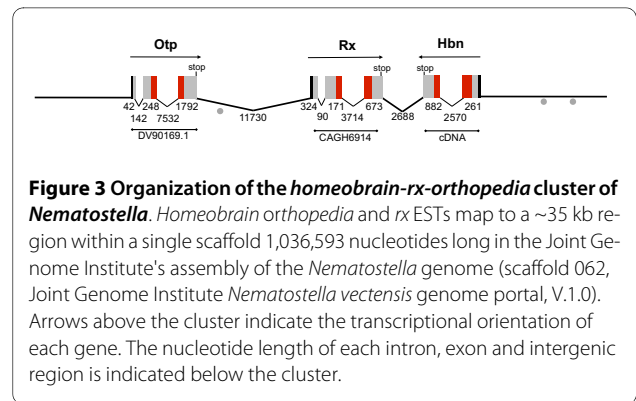 Otp Rx Hbn
stop stop stop
42 248 1792 324 171 673 882 261
142 7532 11730 90 3714 2688 2570
DV90169.1 CAGH6914 cDNA
Figure 3 Organization of the homeobrain-rx-orthopedia cluster of
Nematostella. Homeobrain orthopedia and rx ESTs map to a ~35 kb re-
gion within a single scaffold 1,036,593 nucleotides long in the Joint Ge-
nome Institute's assembly of the Nematostella genome (scaffold 062,
Joint Genome Institute Nematostella vectensis genome portal, V.1.0).
Arrows above the cluster indicate the transcriptional orientation of
each gene. The nucleotide length of each intron, exon and intergenic
region is indicated below the cluster.